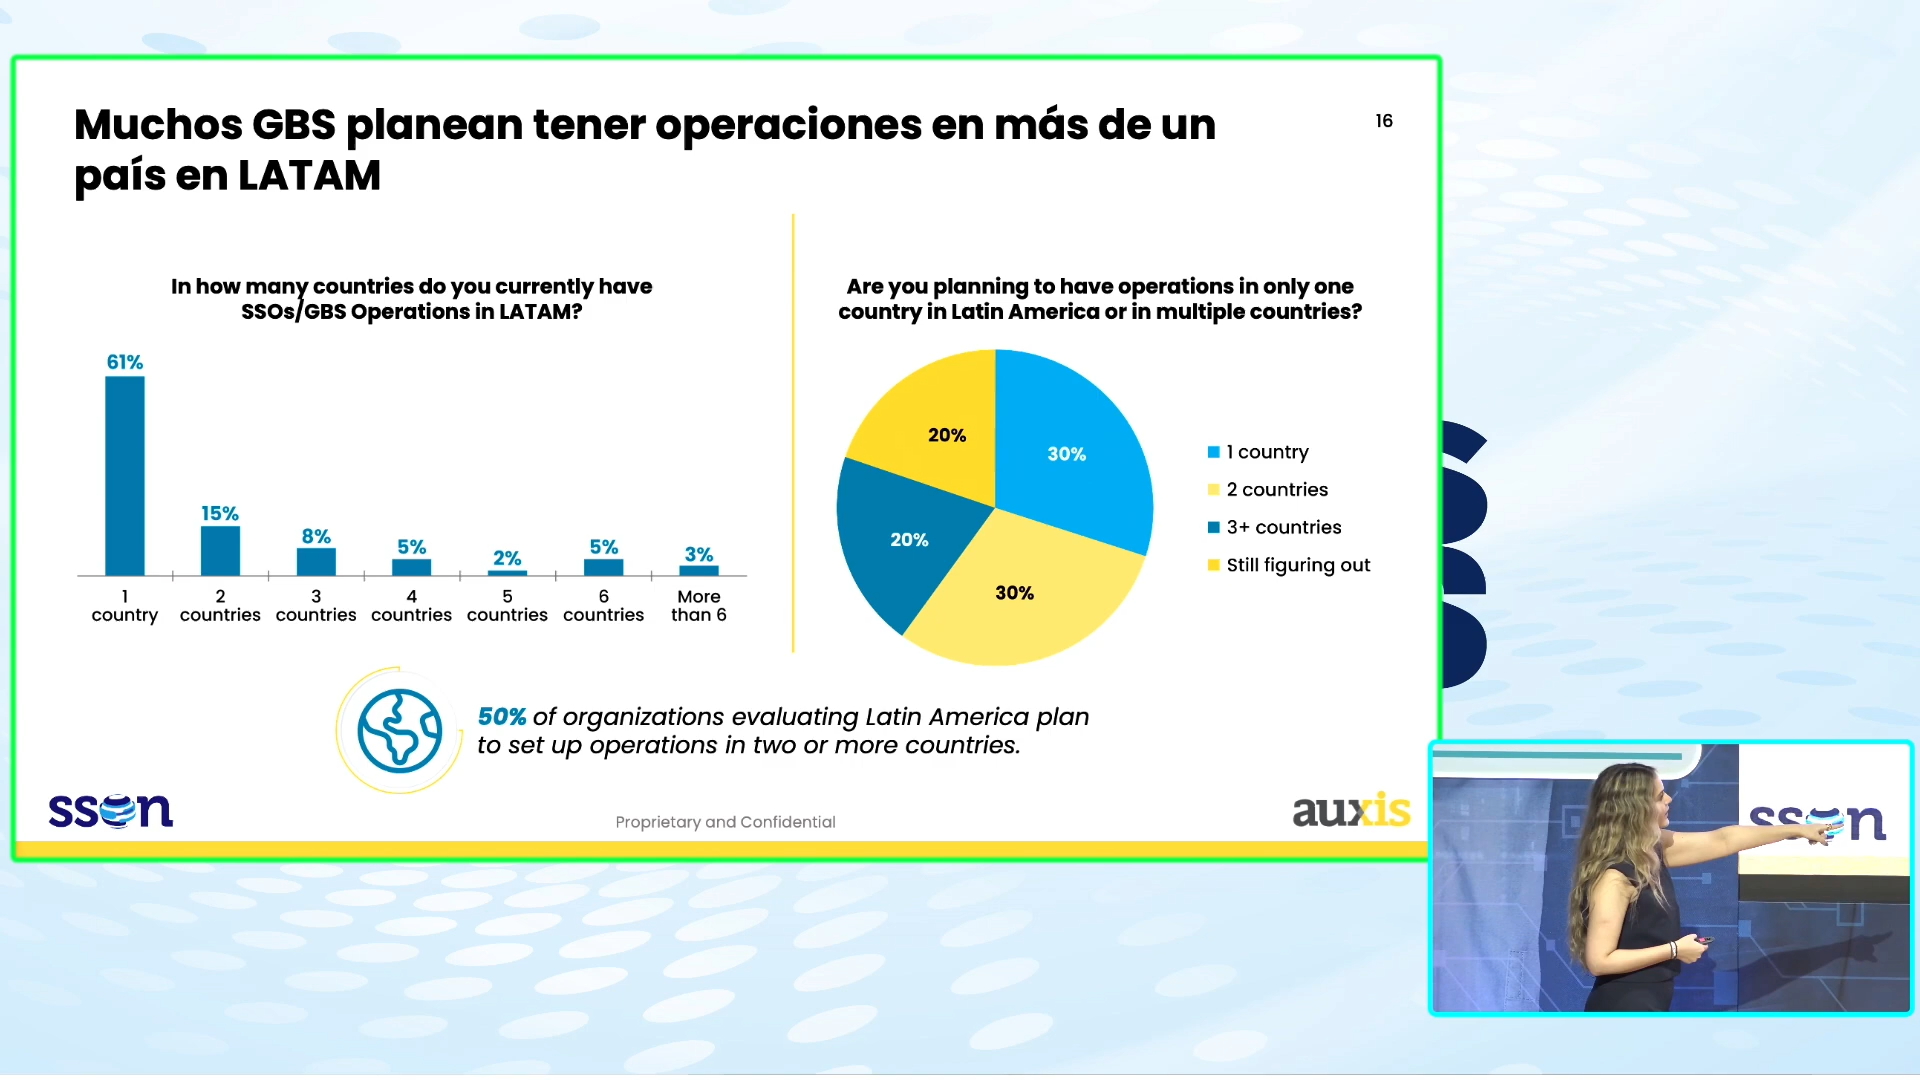 Muchos GBS planean tener operaciones en más de un
país en LATAM
16
In how many countries do you currently have
SSOs/GBS Operations in LATAM?
61%
15%
8%
5%
2%
5%
3%
1
country
2
countries
3
countries
4
countries
5
countries
6
countries
More
than 6
Are you planning to have operations in only one
country in Latin America or in multiple countries?
20%
30%
20%
30%
1 country
2 countries
3+ countries
Still figuring out
50% of organizations evaluating Latin America plan
to set up operations in two or more countries.
sson
Proprietary and Confidential
auxis
sson